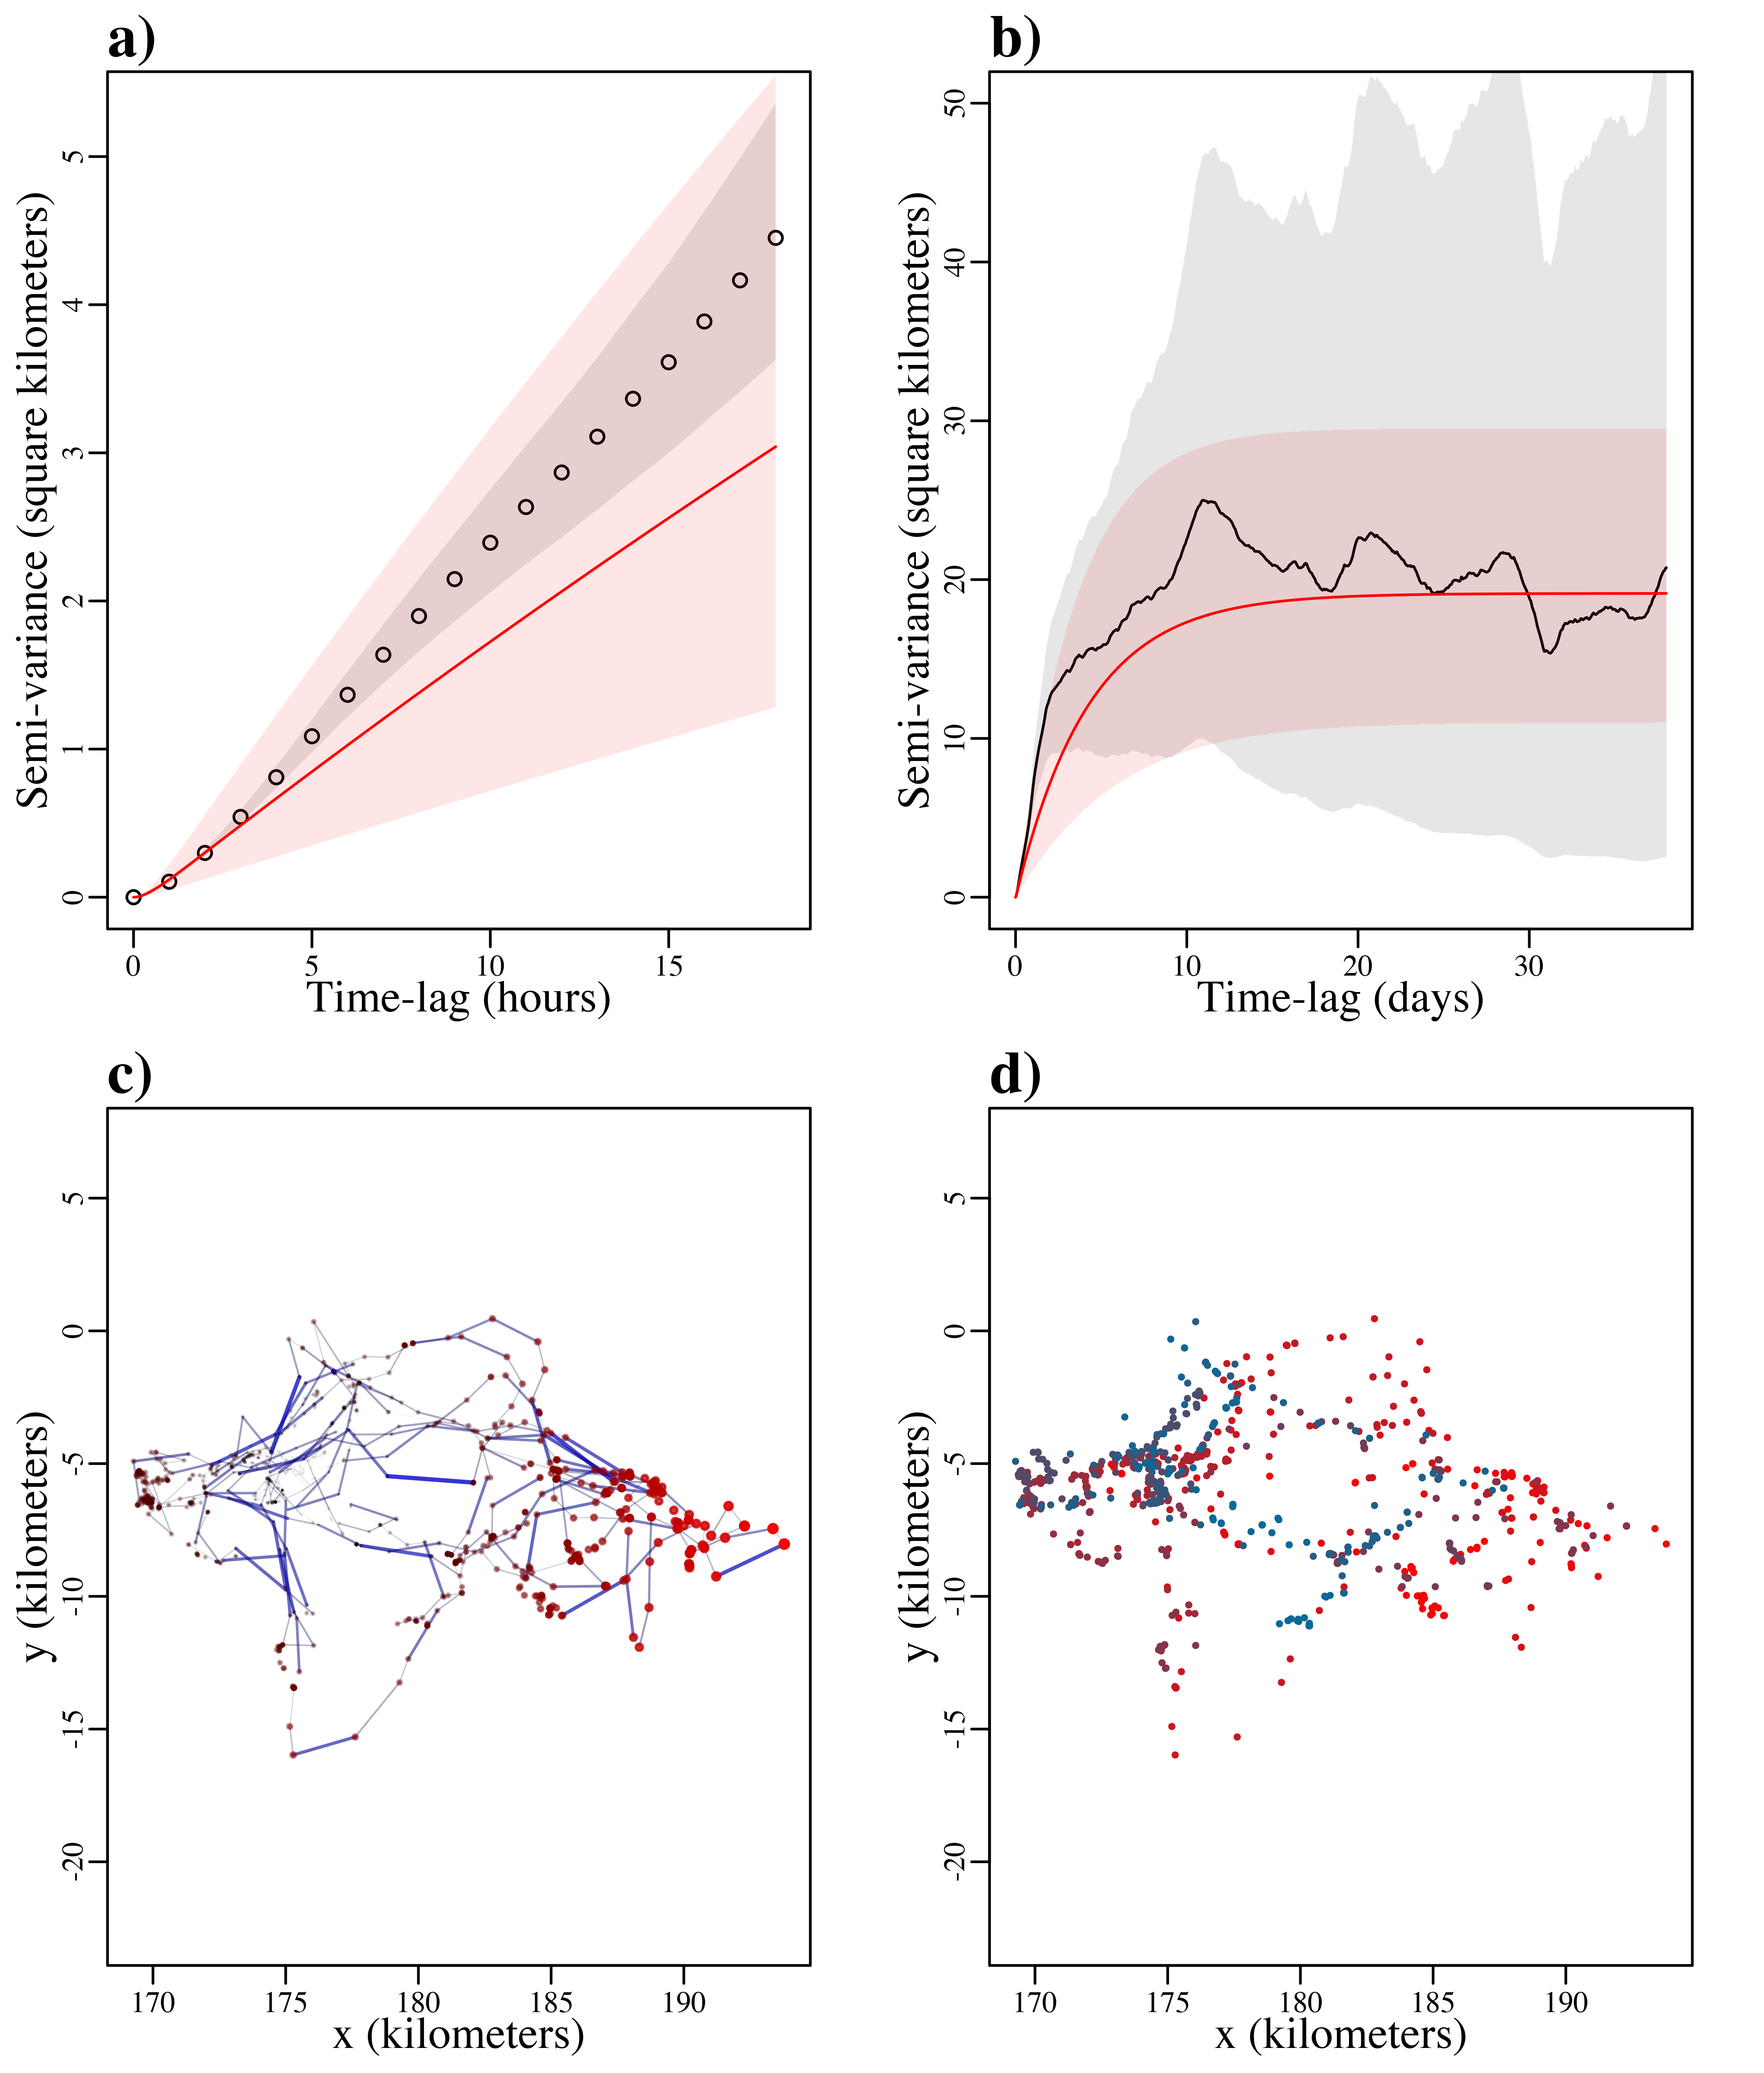 a)
Semi-variance (square kilometers)
5
4
3
2
1
0
0 5 10 15
Time-lag (hours)
b)
Semi-variance (square kilometers)
50
40
30
20
10
0
0 10 20 30
Time-lag (days)
c)
y (kilometers)
5
0
-5
-10
-15
-20
170 175 180 185 190
x (kilometers)
d)
y (kilometers)
5
0
-5
-10
-15
-20
170 175 180 185 190
x (kilometers)